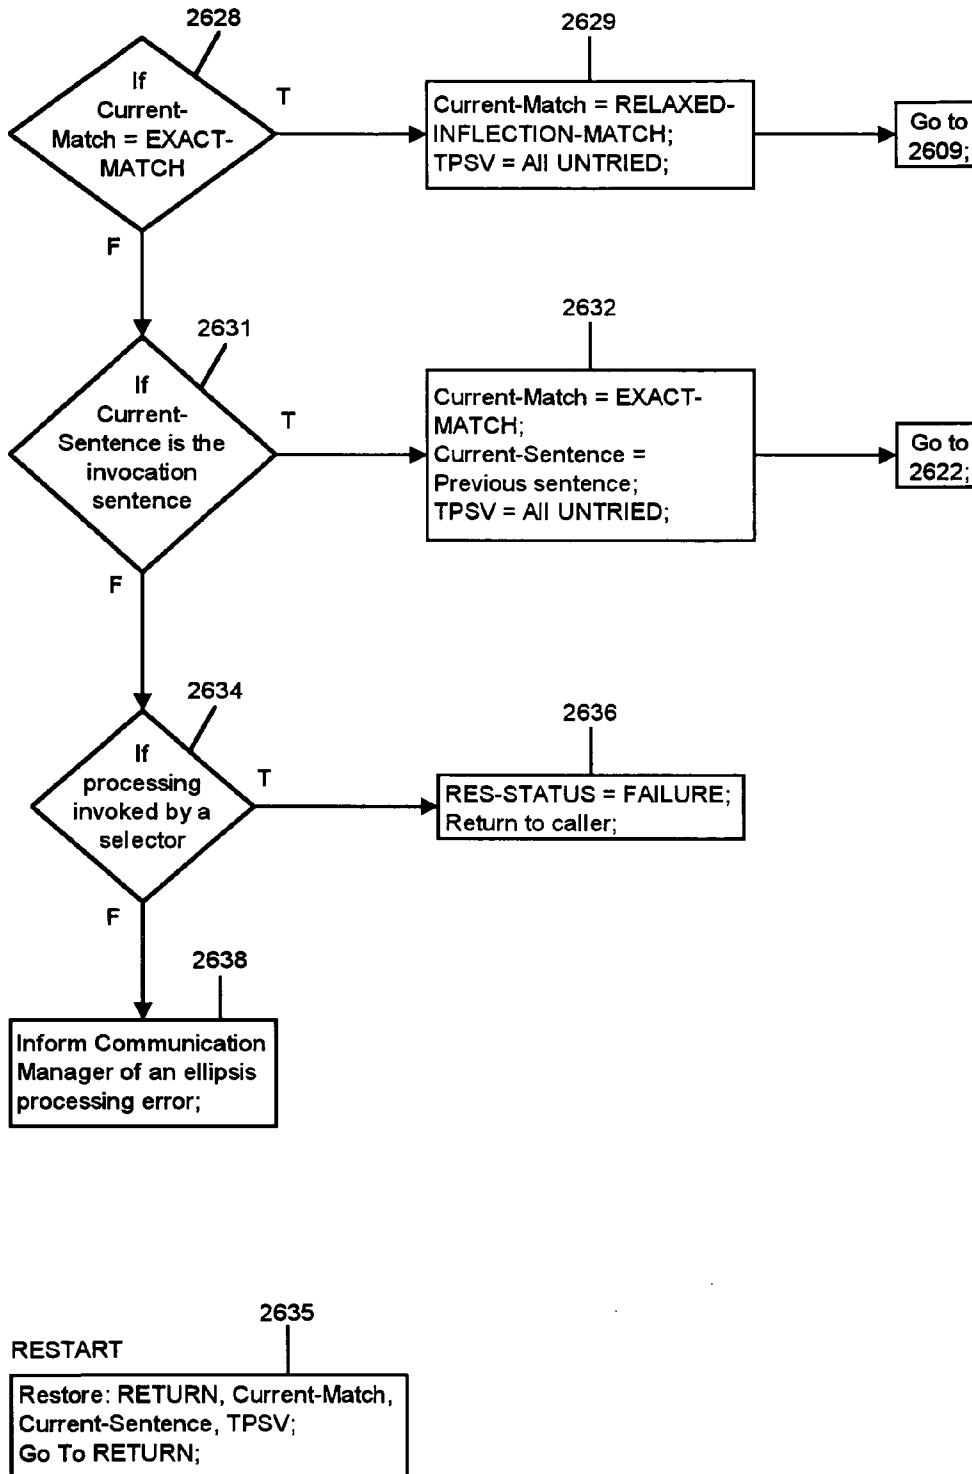 2628
If
Current-
Match = EXACT-
MATCH
T
F
2629
Current-Match = RELAXED-
INFLECTION-MATCH;
TPSV = All UNTRIED;
Go to
2609;
2631
If
Current-
Sentence is the
invocation
sentence
T
F
2632
Current-Match = EXACT-
MATCH;
Current-Sentence =
Previous sentence;
TPSV = All UNTRIED;
Go to
2622;
2634
If
processing
invoked by a
selector
T
F
2636
RES-STATUS = FAILURE;
Return to caller;
2638
Inform Communication
Manager of an ellipsis
processing error;
2635
RESTART
Restore: RETURN, Current-Match,
Current-Sentence, TPSV;
Go To RETURN;